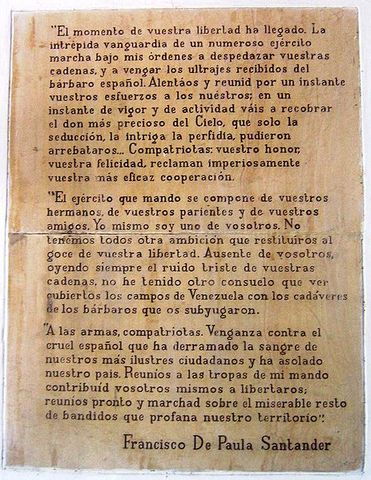 "El momento de vuestra libertad ha llegado. La
intrépida vanguardia de un numeroso ejército
marcha bajo mis órdenes a despedazar vuestras
cadenas, y a vengar los ultrajes recibidos del
bárbaro español. Alentáos y reunid por un instante
vuestros esfuerzos a los nuéstros; en un
instante de vigor y de actividad váis a recobrar
el don más precioso del Cielo, que solo la
seducción, la intriga la perfidia, pudieron
arrebataros... Compatriotas: vuestro honor,
vuestra felicidad, reclaman imperiosamente
vuestra más eficaz cooperación.
"El ejército que mando se compone de vuestros
hermanos, de vuestros parientes y de vuestros
amigos. Yo mismo soy uno de vosotros. No
tenemos todos otra ambición que restituiros al
goce de vuestra libertad. Ausente de vosotros,
oyendo siempre el ruido triste de vuestras
cadenas, no he tenido otro consuelo que ver
cubiertos los campos de Venezuela con los cadáveres
de los bárbaros que os subyugaron.
"A las armas, compatriotas. Venganza contra el
cruel español que ha derramado la sangre de
nuestros más ilustres ciudadanos y ha asolado
nuestro país. Reuníos a las tropas de mi mando
contribuíd vosotros mismos a libertaros;
reuníos pronto y marchad sobre el miserable resto
de bandidos que profana nuestro territorio".
Francisco De Paula Santander